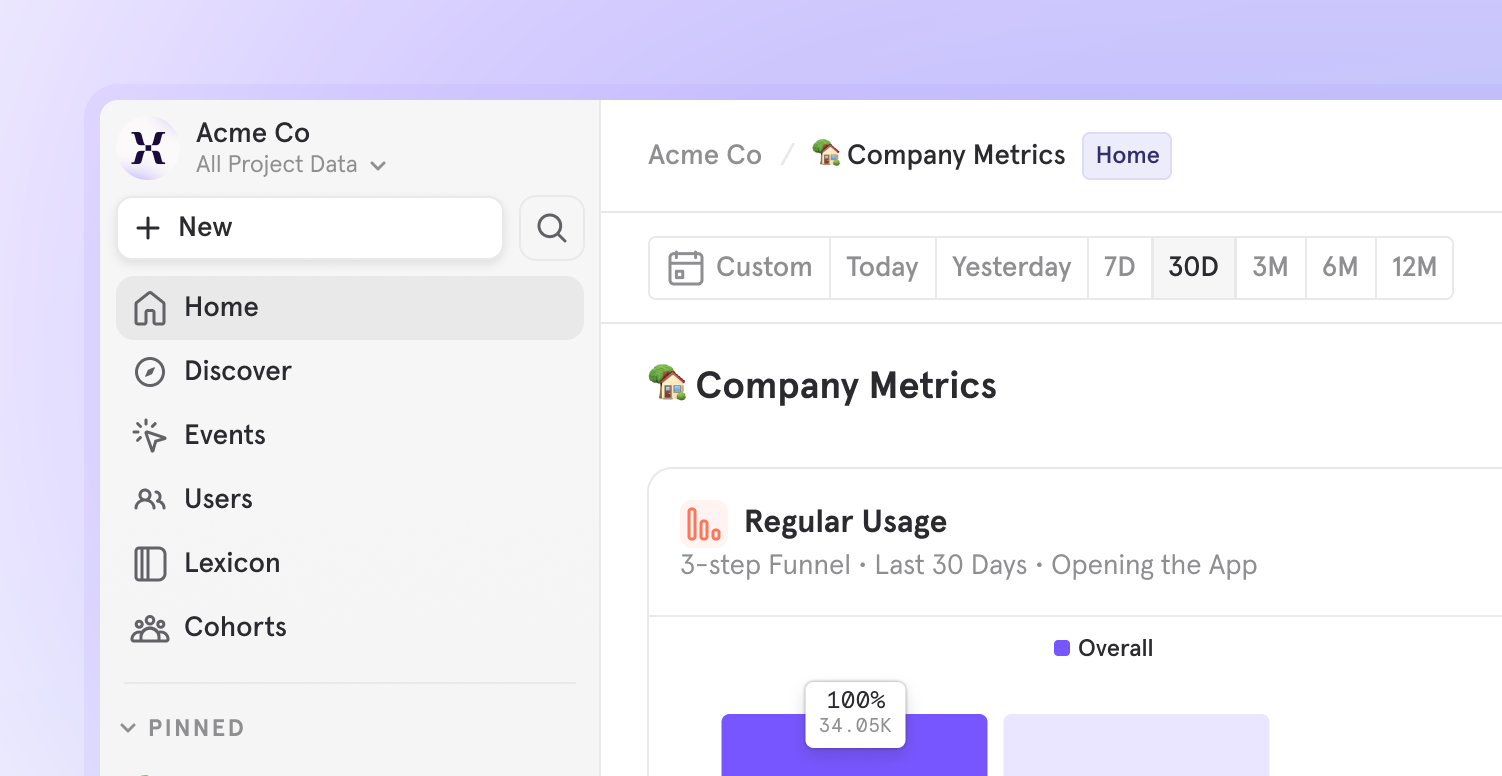 Acme Co
All Project Data
New
Home
Discover
Events
Users
Lexicon
Cohorts
PINNED
Acme Co / Company Metrics Home
Custom Today Yesterday 7D 30D 3M 6M 12M
Company Metrics
Regular Usage
3-step Funnel • Last 30 Days • Opening the App
Overall
100%
34.05K